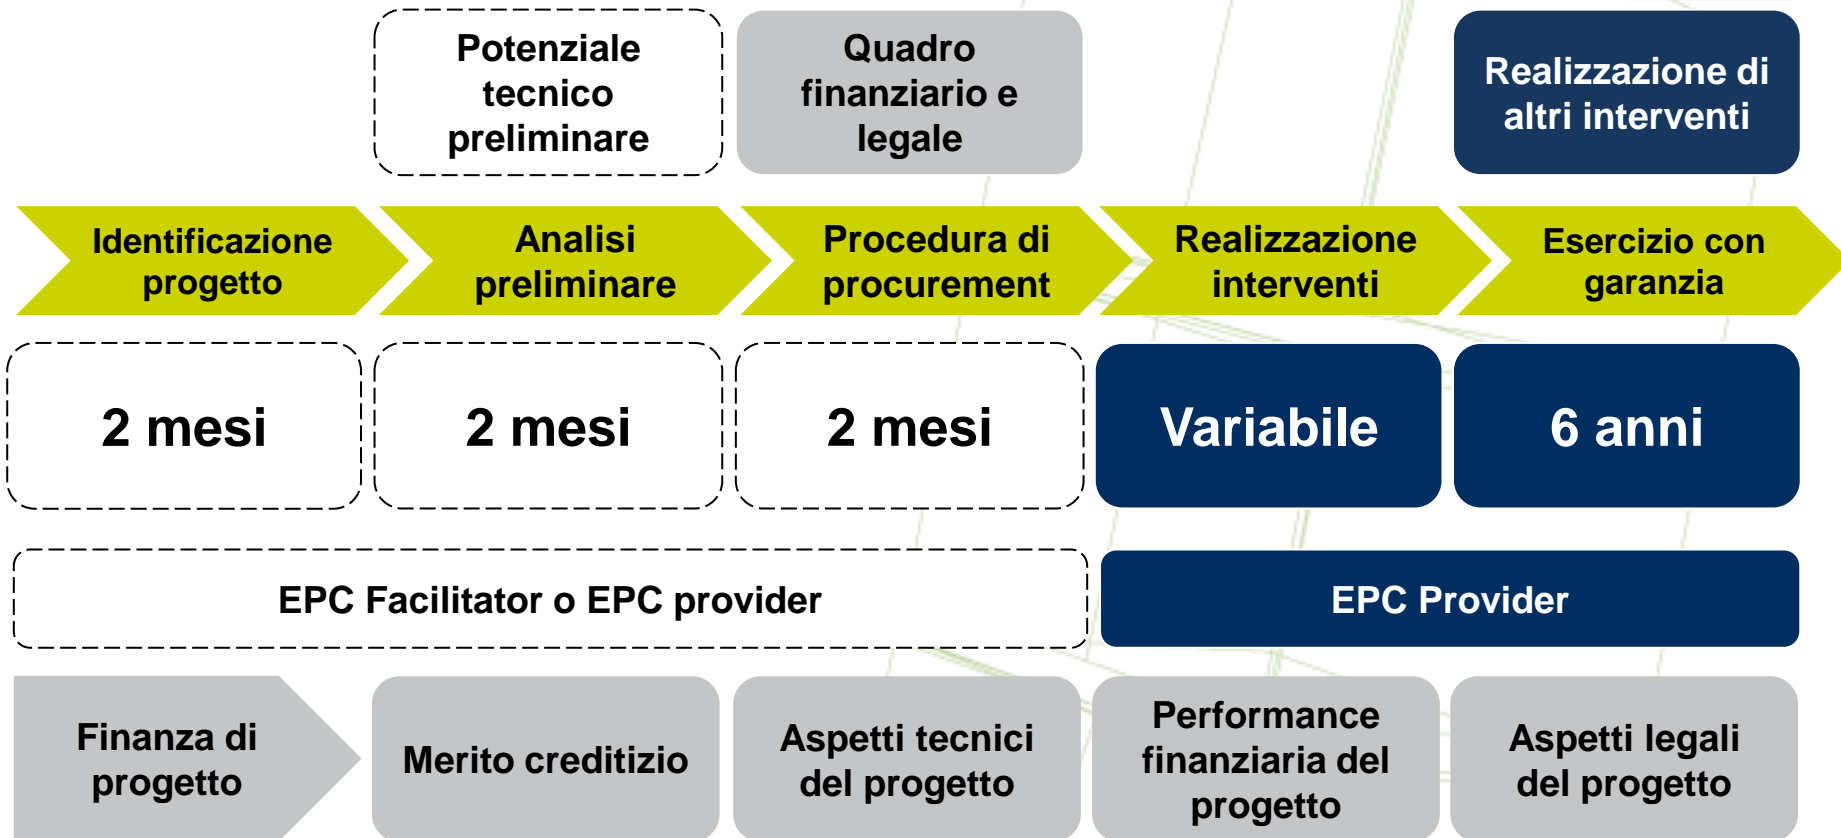 Potenziale
tecnico
preliminare
Quadro
finanziario e
legale
Realizzazione di
altri interventi
Identificazione
progetto
Analisi
preliminare
Procedura di
procurement
Realizzazione
interventi
Esercizio con
garanzia
2 mesi
2 mesi
2 mesi
Variabile
6 anni
EPC Facilitator o EPC provider
EPC Provider
Finanza di
progetto
Merito creditizio
Aspetti tecnici
del progetto
Performance
finanziaria del
progetto
Aspetti legali
del progetto